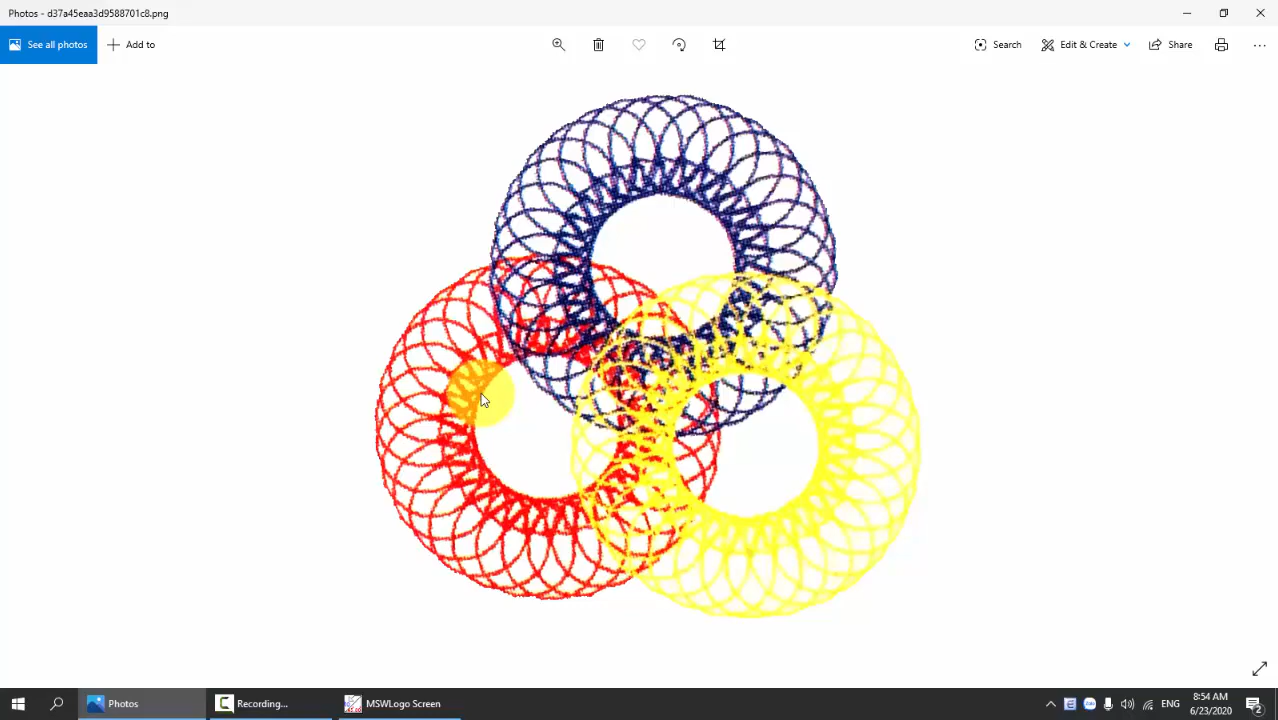 Photos - d37a45eaa3d9588701c8.png
See all photos
Add to
Search
Edit & Create
Share
Photos
Recording...
MSWLogo Screen
ENG
8:54 AM
6/23/2020
2